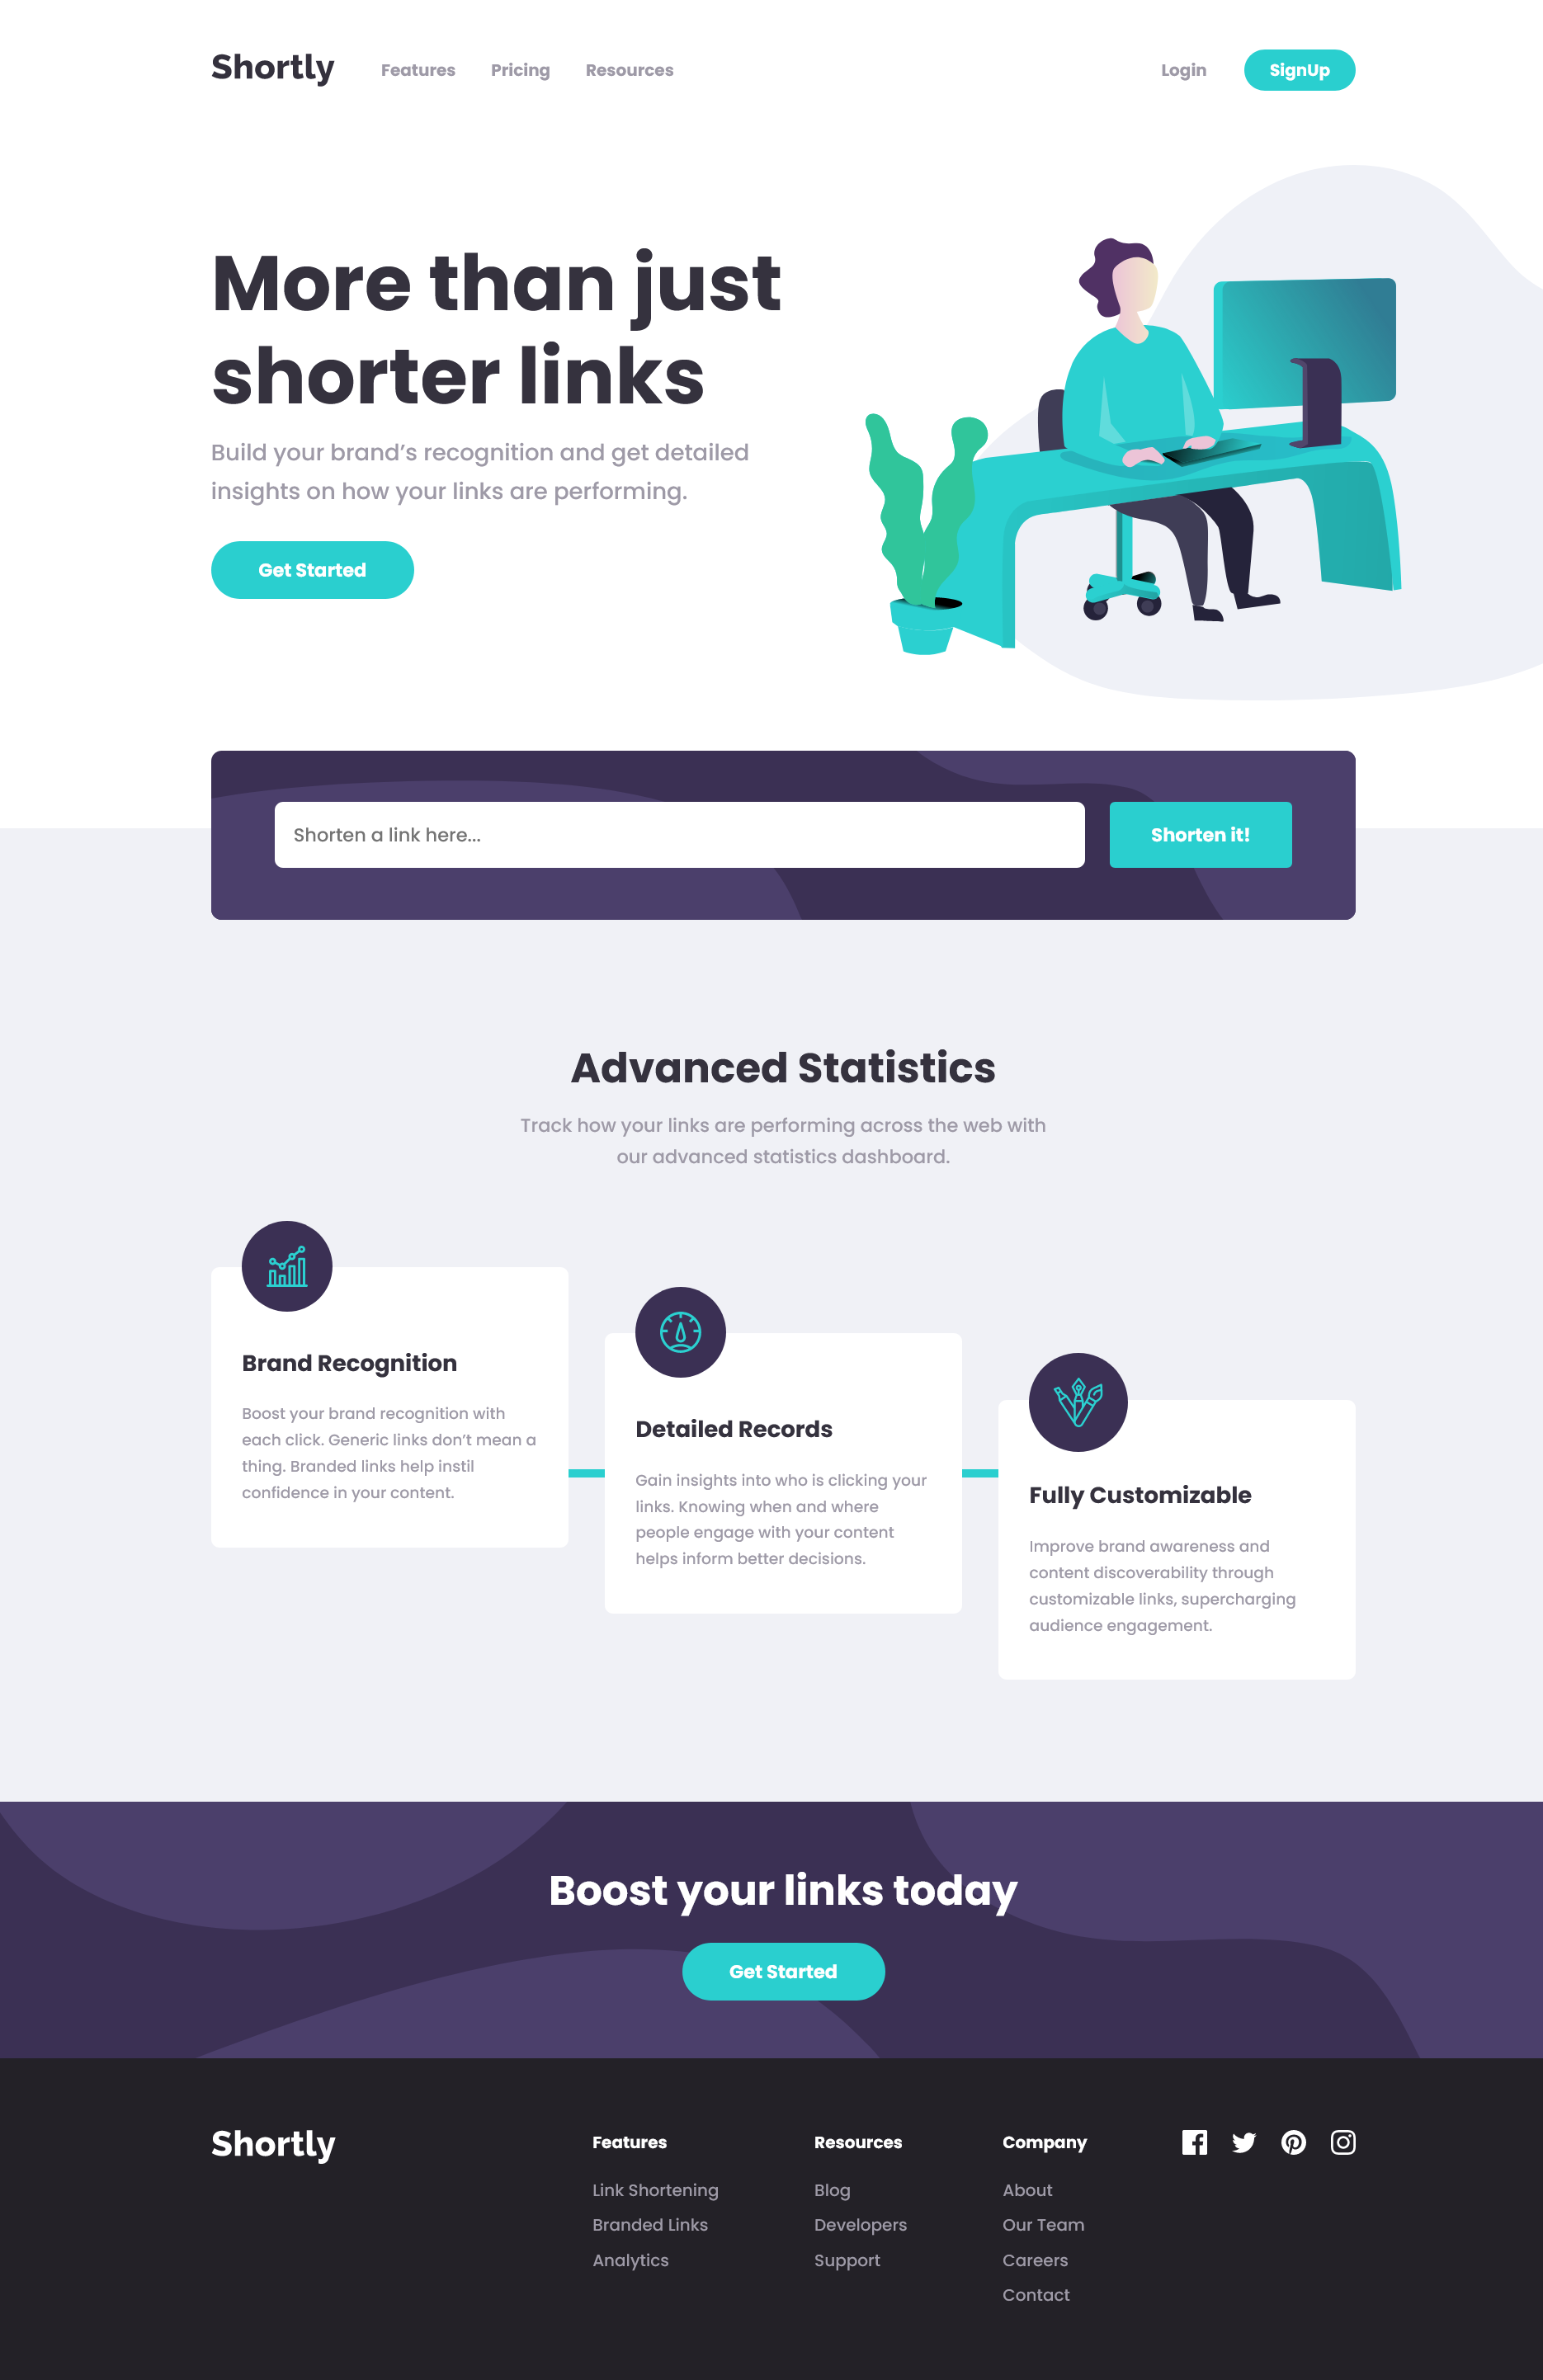 Shortly
Features
Pricing
Resources
Login
SignUp
More than just
shorter links
Build your brand’s recognition and get detailed
insights on how your links are performing.
Get Started
Shorten a link here...
Shorten it!
Advanced Statistics
Track how your links are performing across the web with
our advanced statistics dashboard.
Brand Recognition
Boost your brand recognition with
each click. Generic links don’t mean a
thing. Branded links help instil
confidence in your content.
Detailed Records
Gain insights into who is clicking your
links. Knowing when and where
people engage with your content
helps inform better decisions.
Fully Customizable
Improve brand awareness and
content discoverability through
customizable links, supercharging
audience engagement.
Boost your links today
Get Started
Shortly
Features
Link Shortening
Branded Links
Analytics
Resources
Blog
Developers
Support
Company
About
Our Team
Careers
Contact